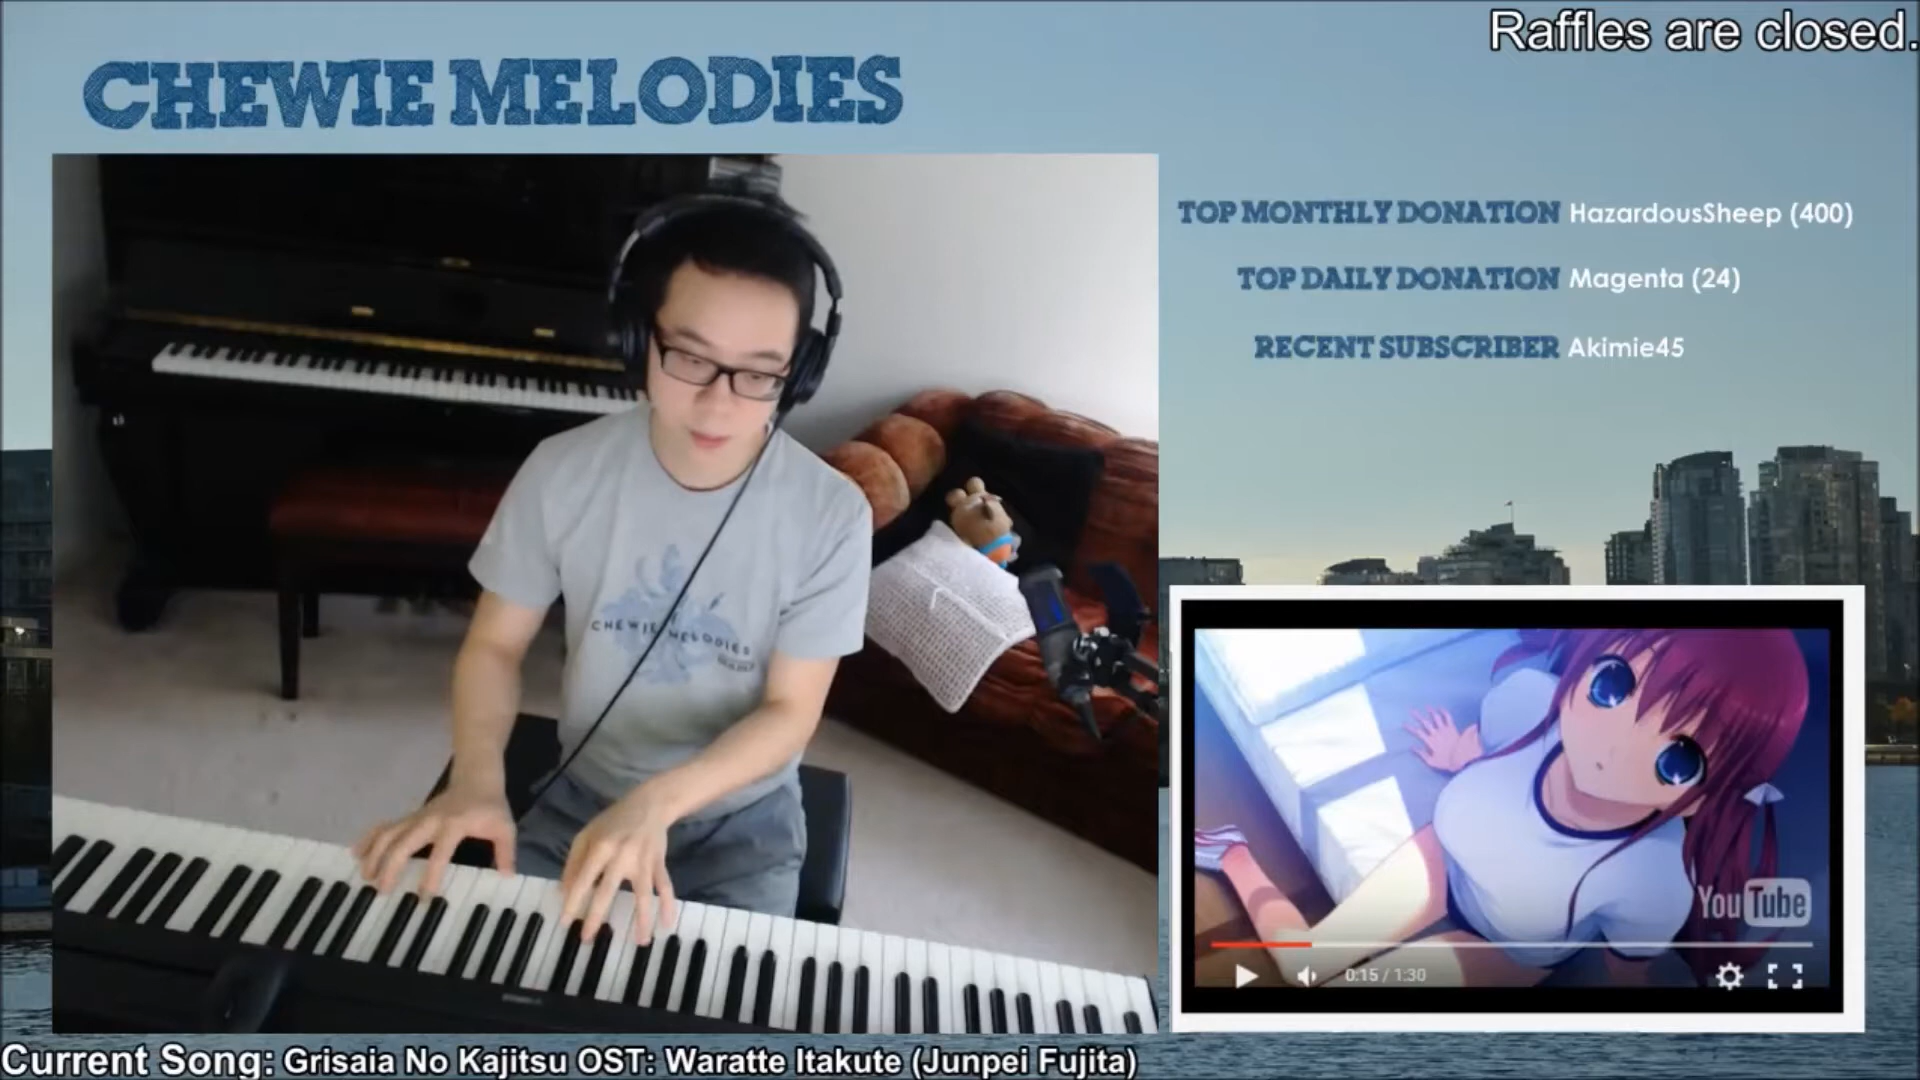 Raffles are closed.
CHEWIE MELODIES
TOP MONTHLY DONATION HazardousSheep (400)
TOP DAILY DONATION Magenta (24)
RECENT SUBSCRIBER Akimie45
CHEWIE MELODIES
YouTube
0:15 / 1:30
Current Song: Grisaia No Kajitsu OST: Waratte Itakute (Junpei Fujita)